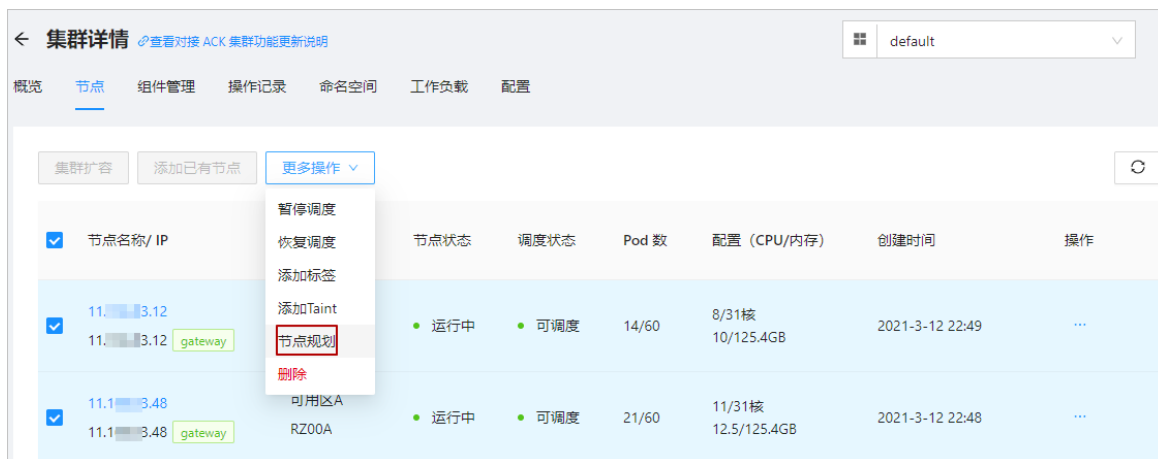 集群详情 查看对接 ACK 集群功能更新说明
default
概览 节点 组件管理 操作记录 命名空间 工作负载 配置
集群扩容 添加已有节点 更多操作
暂停调度
恢复调度
添加标签
添加Taint
节点规划
删除
节点名称/ IP 节点状态 调度状态 Pod 数 配置（CPU/内存） 创建时间 操作
11. 3.12
11. 3.12 gateway
运行中 可调度 14/60
8/31核
10/125.4GB
2021-3-12 22:49 ...
11.1 3.48
11.1 3.48 gateway
可用区A
RZ00A
运行中 可调度 21/60
11/31核
12.5/125.4GB
2021-3-12 22:48 ...